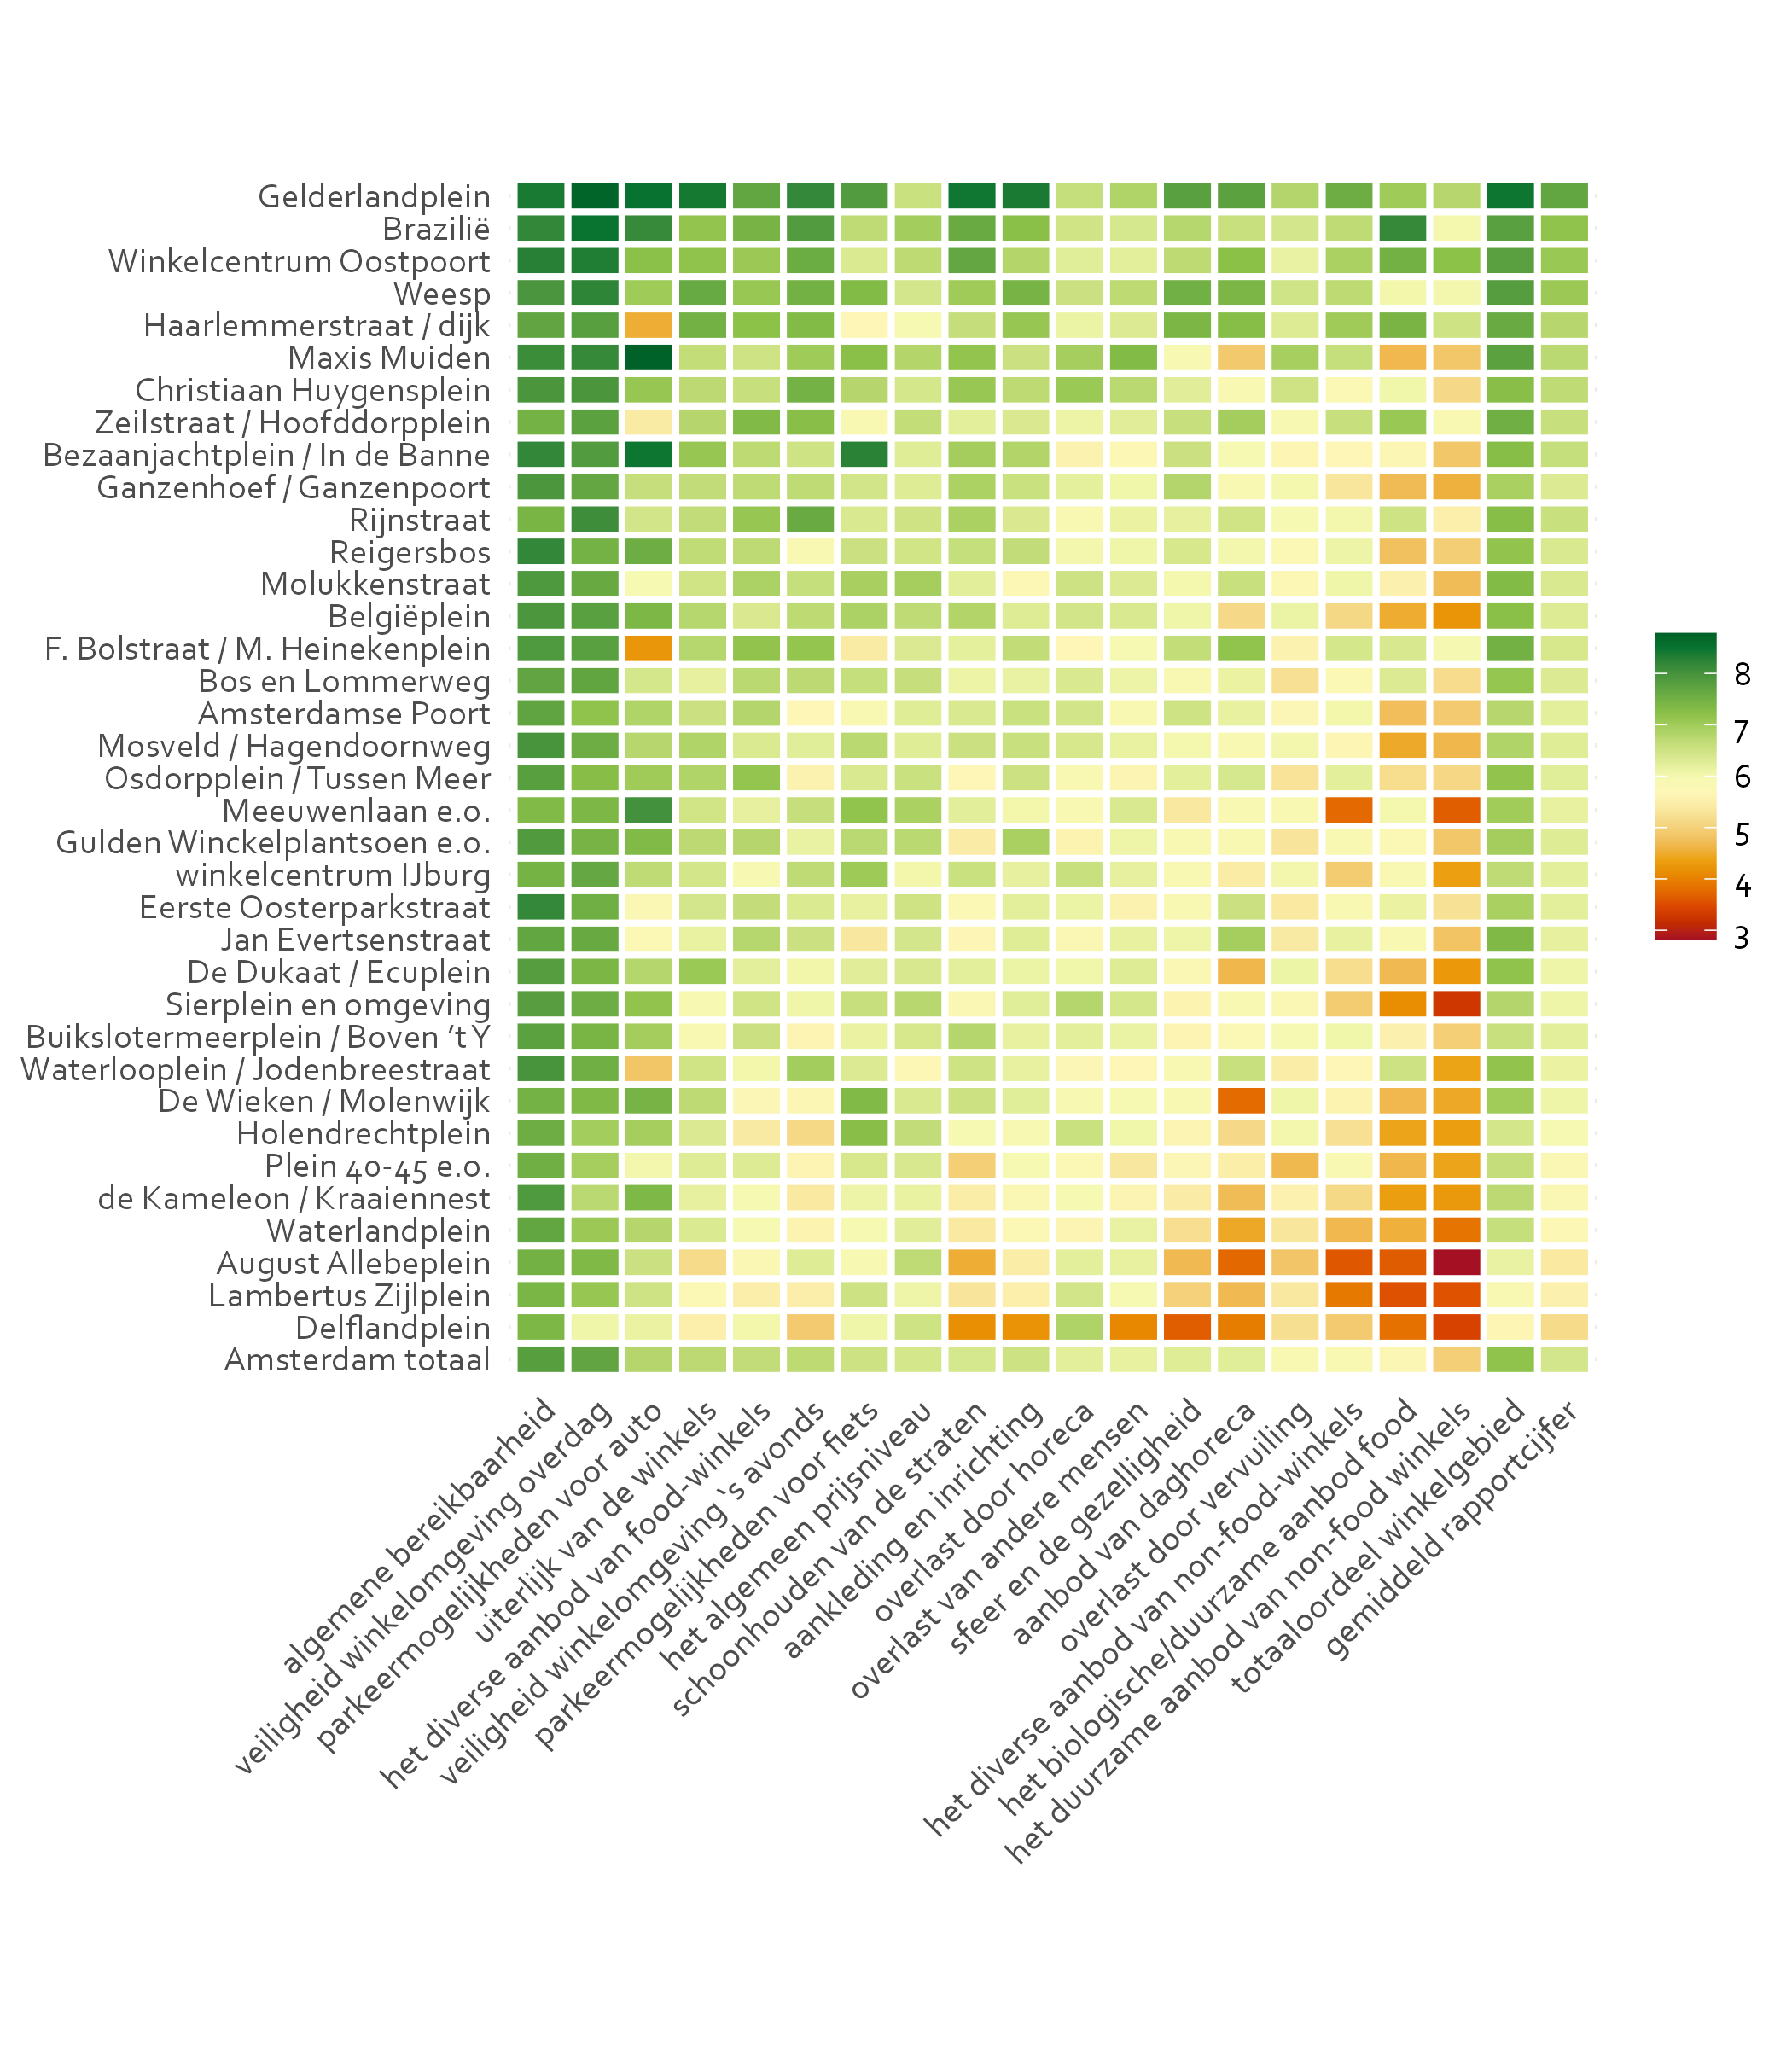 Gelderlandplein
Brazilië
Winkelcentrum Oostpoort
Weesp
Haarlemmerstraat / dijk
Maxis Muiden
Christiaan Huygensplein
Zeilstraat / Hoofddorpplein
Bezaanjachtplein / In de Banne
Ganzenhoef / Ganzenpoort
Rijnstraat
Reigersbos
Molukkenstraat
Belgiëplein
F. Bolstraat / M. Heinekenplein
Bos en Lommerweg
Amsterdamse Poort
Mosveld / Hagendoornweg
Osdorpplein / Tussen Meer
Meeuwenlaan e.o.
Gulden Winckelplantsoen e.o.
winkelcentrum IJburg
Eerste Oosterparkstraat
Jan Evertsenstraat
De Dukaat / Ecuplein
Sierplein en omgeving
Buikslotermeerplein / Boven 't Y
Waterlooplein / Jodenbreestraat
De Wieken / Molenwijk
Holendrechtplein
Plein 40-45 e.o.
de Kameleon / Kraaiennest
Waterlandplein
August Allebeplein
Lambertus Zijlplein
Delflandplein
Amsterdam totaal
algemene bereikbaarheid
veiligheid winkelomgeving overdag
parkeermogelijkheden voor auto
uiterlijk van de winkels
het diverse aanbod van food-winkels
veiligheid winkelomgeving 's avonds
parkeermogelijkheden voor fiets
het algemeen prijsniveau
schoonhouden van de straten
aankleding en inrichting
overlast door horeca
overlast van andere mensen
sfeer en de gezelligheid
aanbod van daghoreca
overlast door vervuiling
het diverse aanbod van non-food-winkels
het biologische/duurzame aanbod food
het duurzame aanbod van non-food winkels
totaaloordeel winkelgebied
gemiddeld rapportcijfer
8
7
6
5
4
3